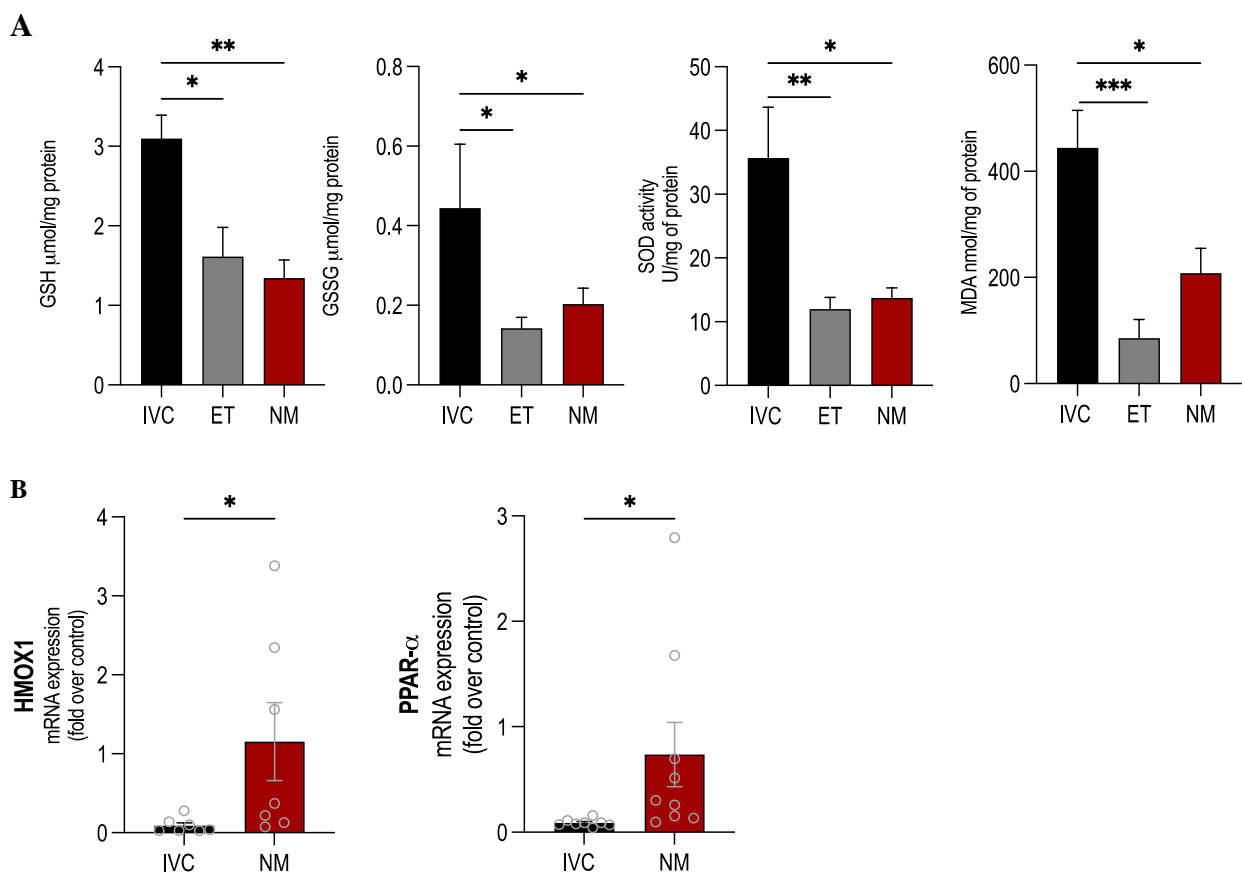 A
GSH μmol/mg protein
4
3
2
1
0
**
*
IVC ET NM
GSSG μmol/mg protein
0.8
0.6
0.4
0.2
0.0
*
*
IVC ET NM
SOD activity
U/mg of protein
50
40
30
20
10
0
*
**
IVC ET NM
MDA nmol/mg of protein
600
400
200
0
*
***
IVC ET NM
B
HMOX1
mRNA expression
(fold over control)
4
3
2
1
0
*
IVC NM
PPAR-α
mRNA expression
(fold over control)
3
2
1
0
*
IVC NM